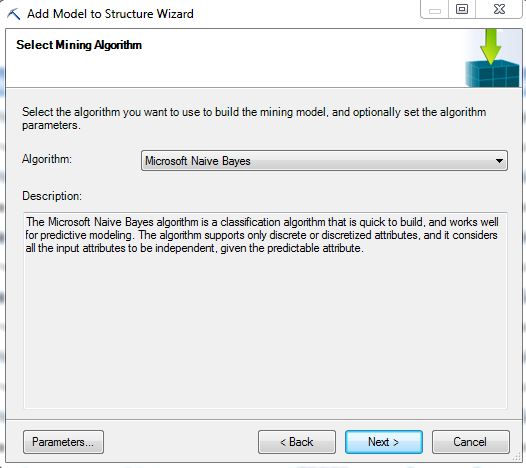 Add Model to Structure Wizard
Select Mining Algorithm
Select the algorithm you want to use to build the mining model, and optionally set the algorithm
parameters.
Algorithm:
Microsoft Naive Bayes
Description:
The Microsoft Naive Bayes algorithm is a classification algorithm that is quick to build, and works well
for predictive modeling. The algorithm supports only discrete or discretized attributes, and it considers
all the input attributes to be independent, given the predictable attribute.
Parameters...
< Back
Next >
Cancel